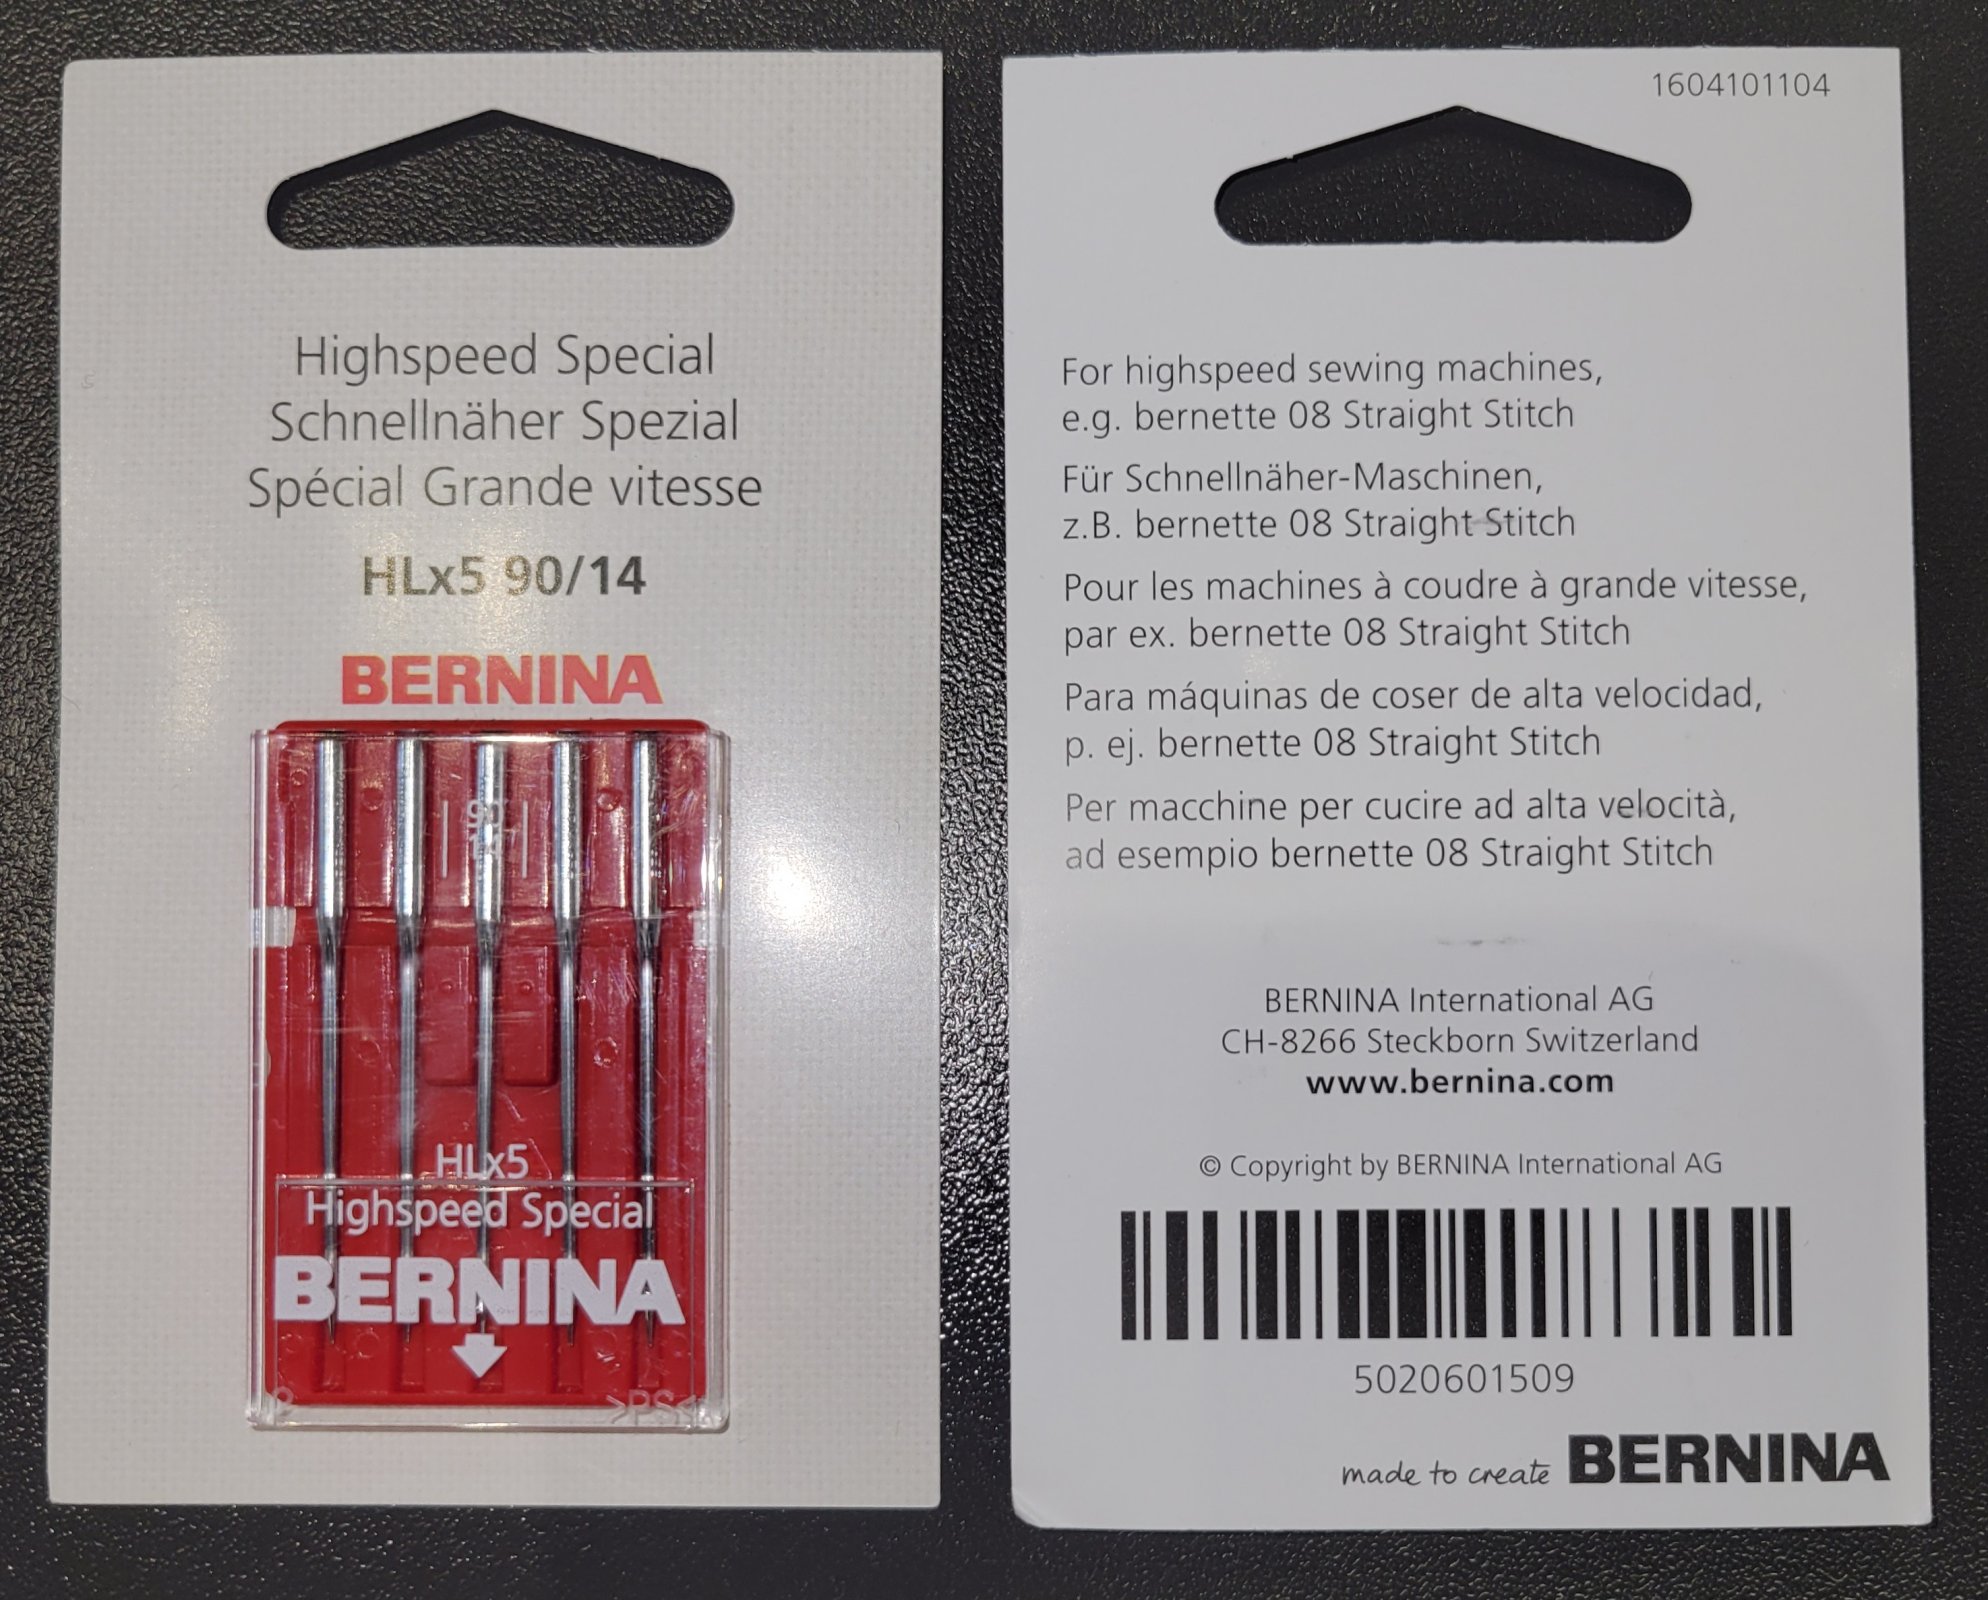 Highspeed Special
Schnellnäher Spezial
Spécial Grande vitesse
HLx5 90/14
BERNINA
90
14
HLx5
Highspeed Special
BERNINA
>PS<
1604101104
For highspeed sewing machines,
e.g. bernette 08 Straight Stitch
Für Schnellnäher-Maschinen,
z.B. bernette 08 Straight Stitch
Pour les machines à coudre à grande vitesse,
par ex. bernette 08 Straight Stitch
Para máquinas de coser de alta velocidad,
p. ej. bernette 08 Straight Stitch
Per macchine per cucire ad alta velocità,
ad esempio bernette 08 Straight Stitch
BERNINA International AG
CH-8266 Steckborn Switzerland
www.bernina.com
© Copyright by BERNINA International AG
5020601509
made to create BERNINA